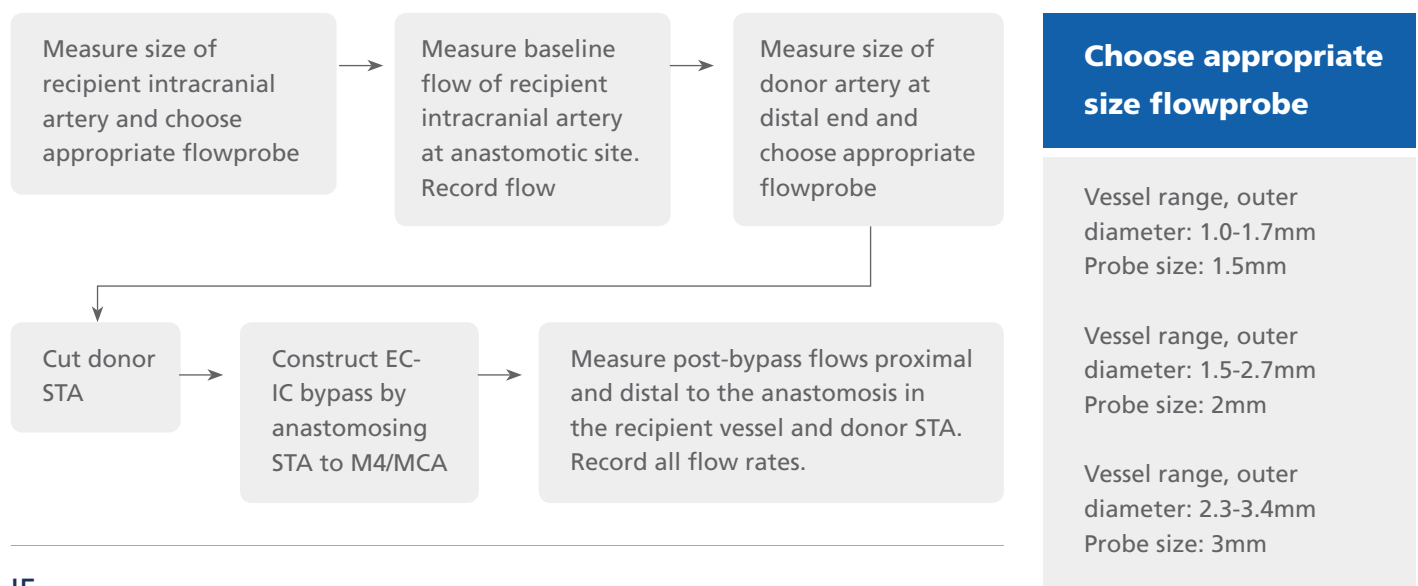 Measure size of
recipient intracranial
artery and choose
appropriate flowprobe
Measure baseline
flow of recipient
intracranial artery
at anastomotic site.
Record flow
Measure size of
donor artery at
distal end and
choose appropriate
flowprobe
Cut donor
STA
Construct EC-
IC bypass by
anastomosing
STA to M4/MCA
Measure post-bypass flows proximal
and distal to the anastomosis in
the recipient vessel and donor STA.
Record all flow rates.
Choose appropriate
size flowprobe
Vessel range, outer
diameter: 1.0-1.7mm
Probe size: 1.5mm
Vessel range, outer
diameter: 1.5-2.7mm
Probe size: 2mm
Vessel range, outer
diameter: 2.3-3.4mm
Probe size: 3mm